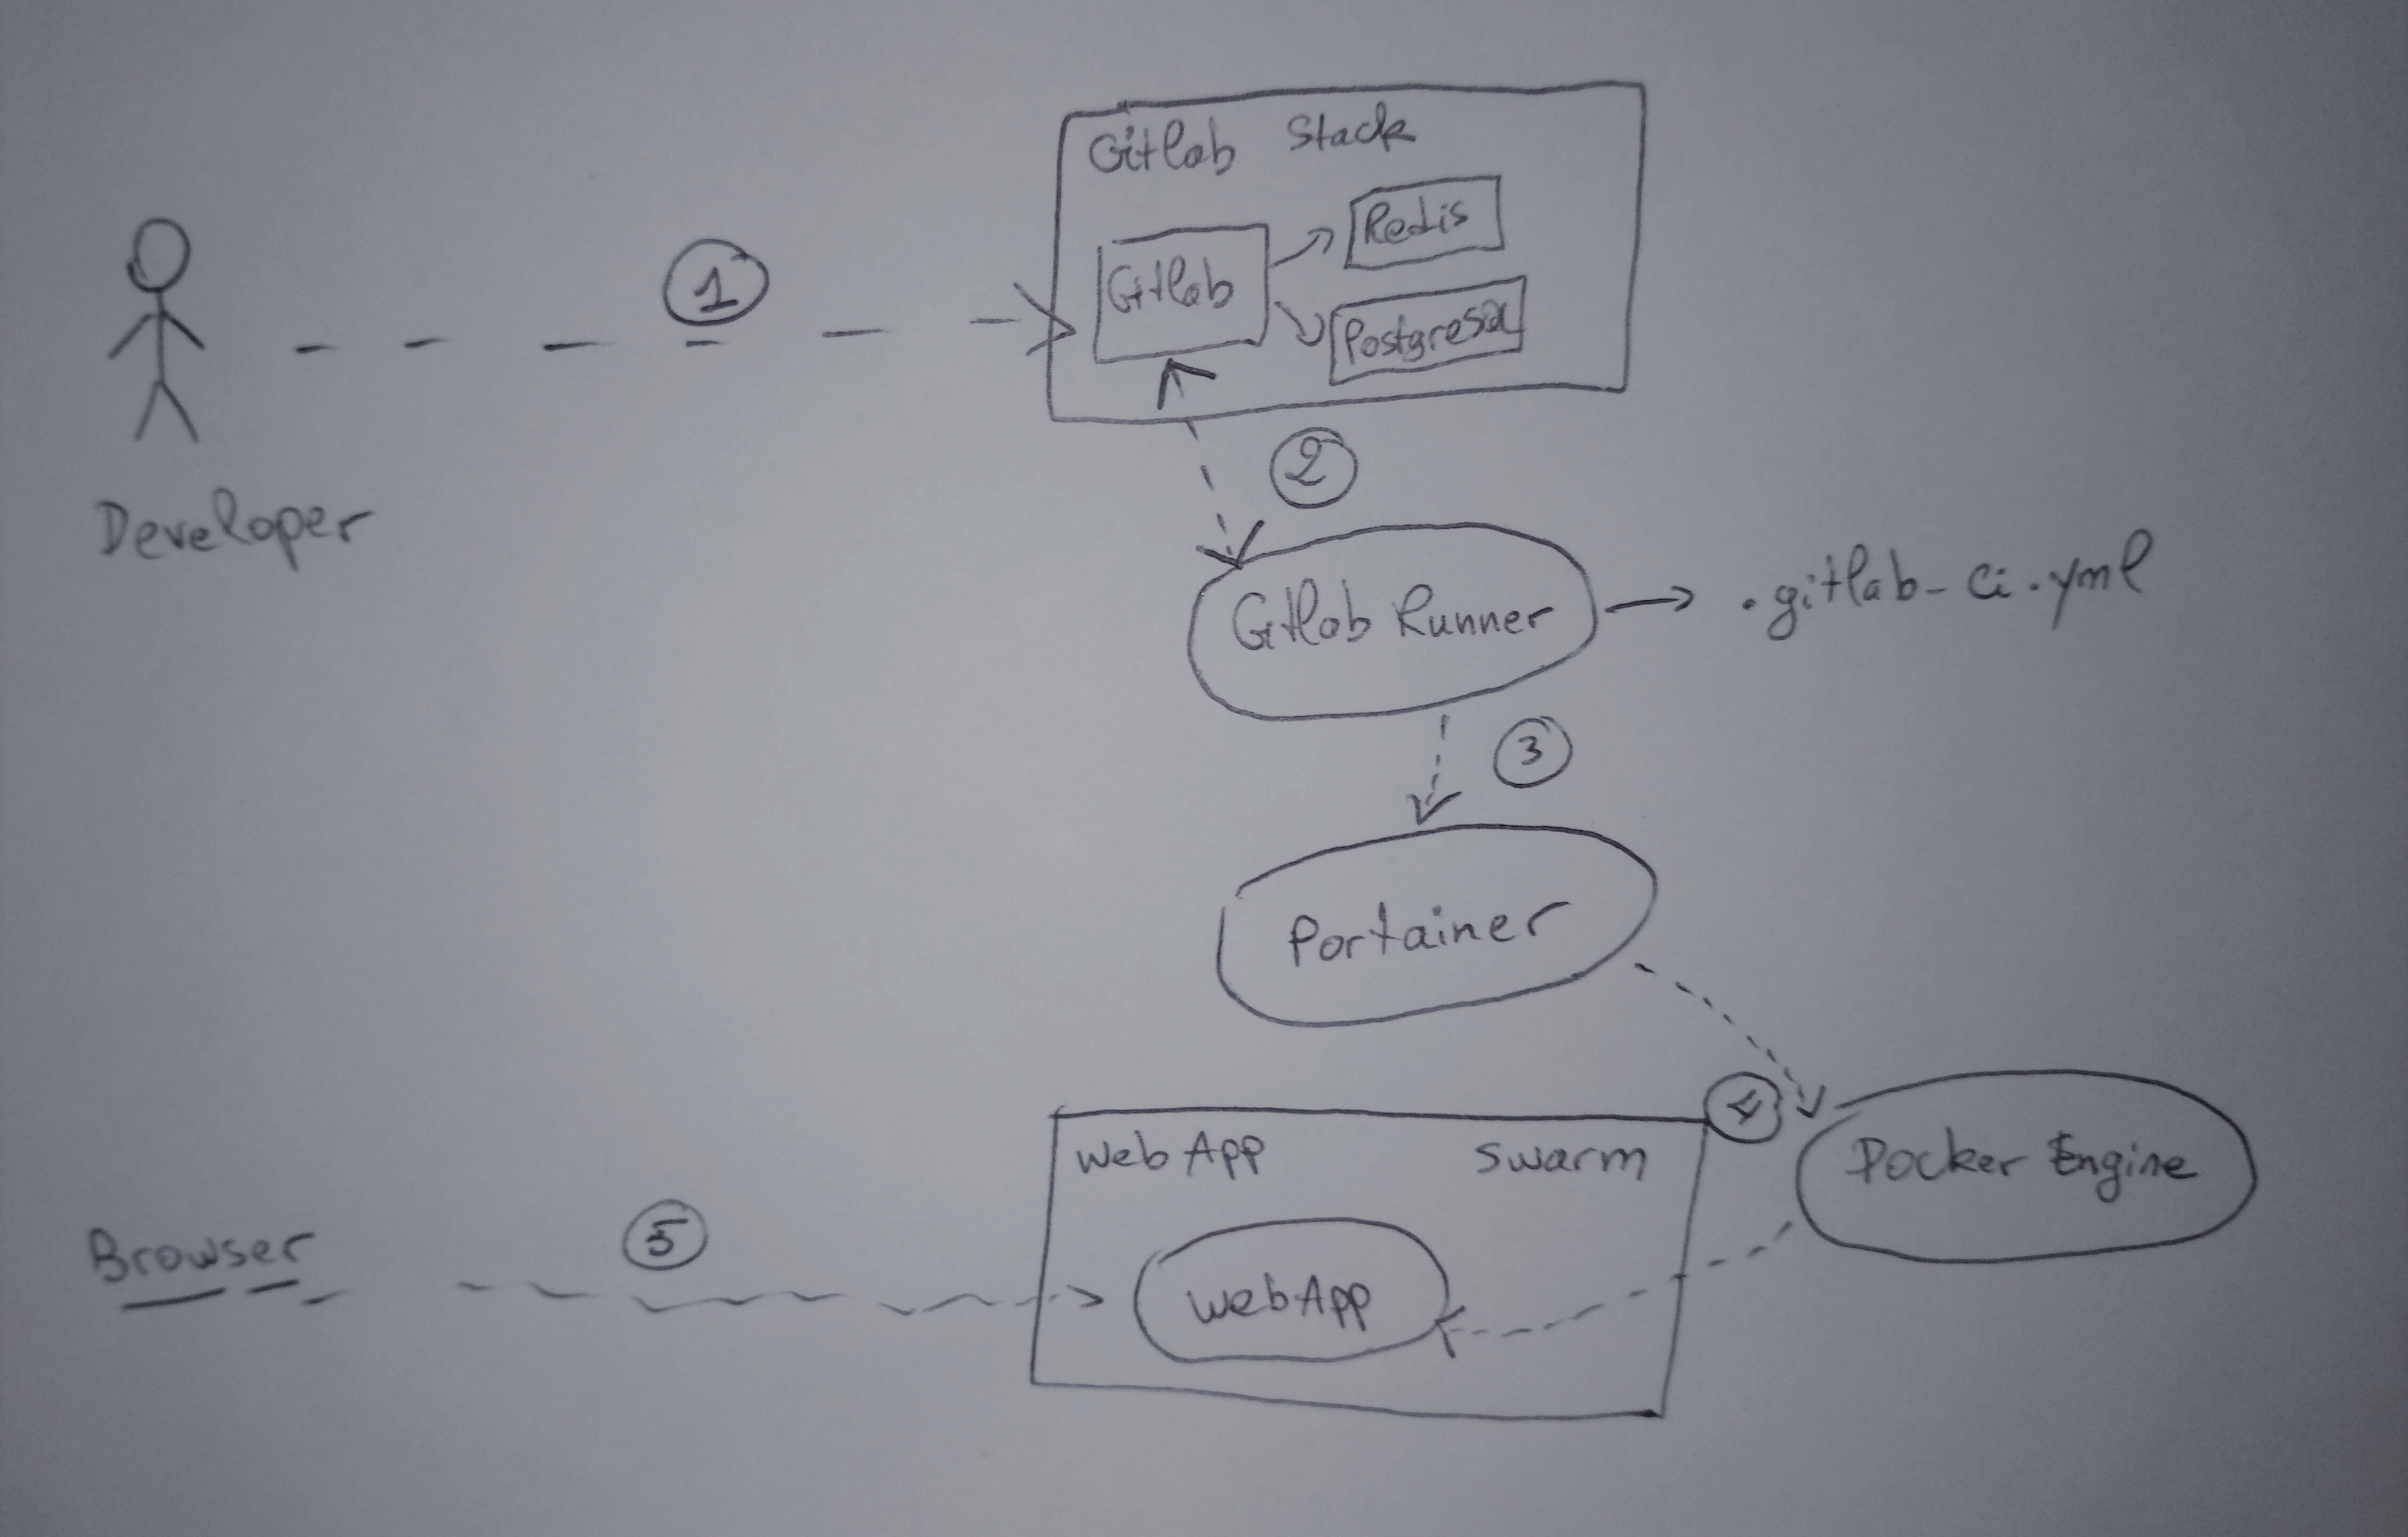 Gitlab Stack
Redis
Gitlab
PostgresQL
1
Developer
2
Gitlab Runner
.gitlab-ci.yml
3
Portainer
4
Docker Engine
Web App
Swarm
5
Browser
WebApp